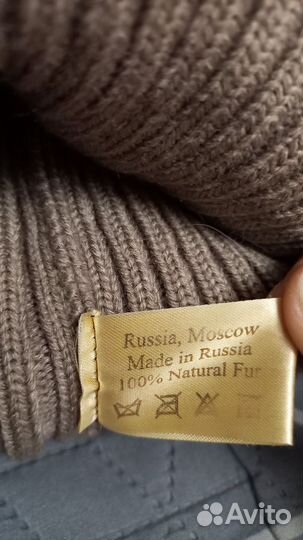 Russia, Moscow
Made in Russia
100% Natural Fur
Avito